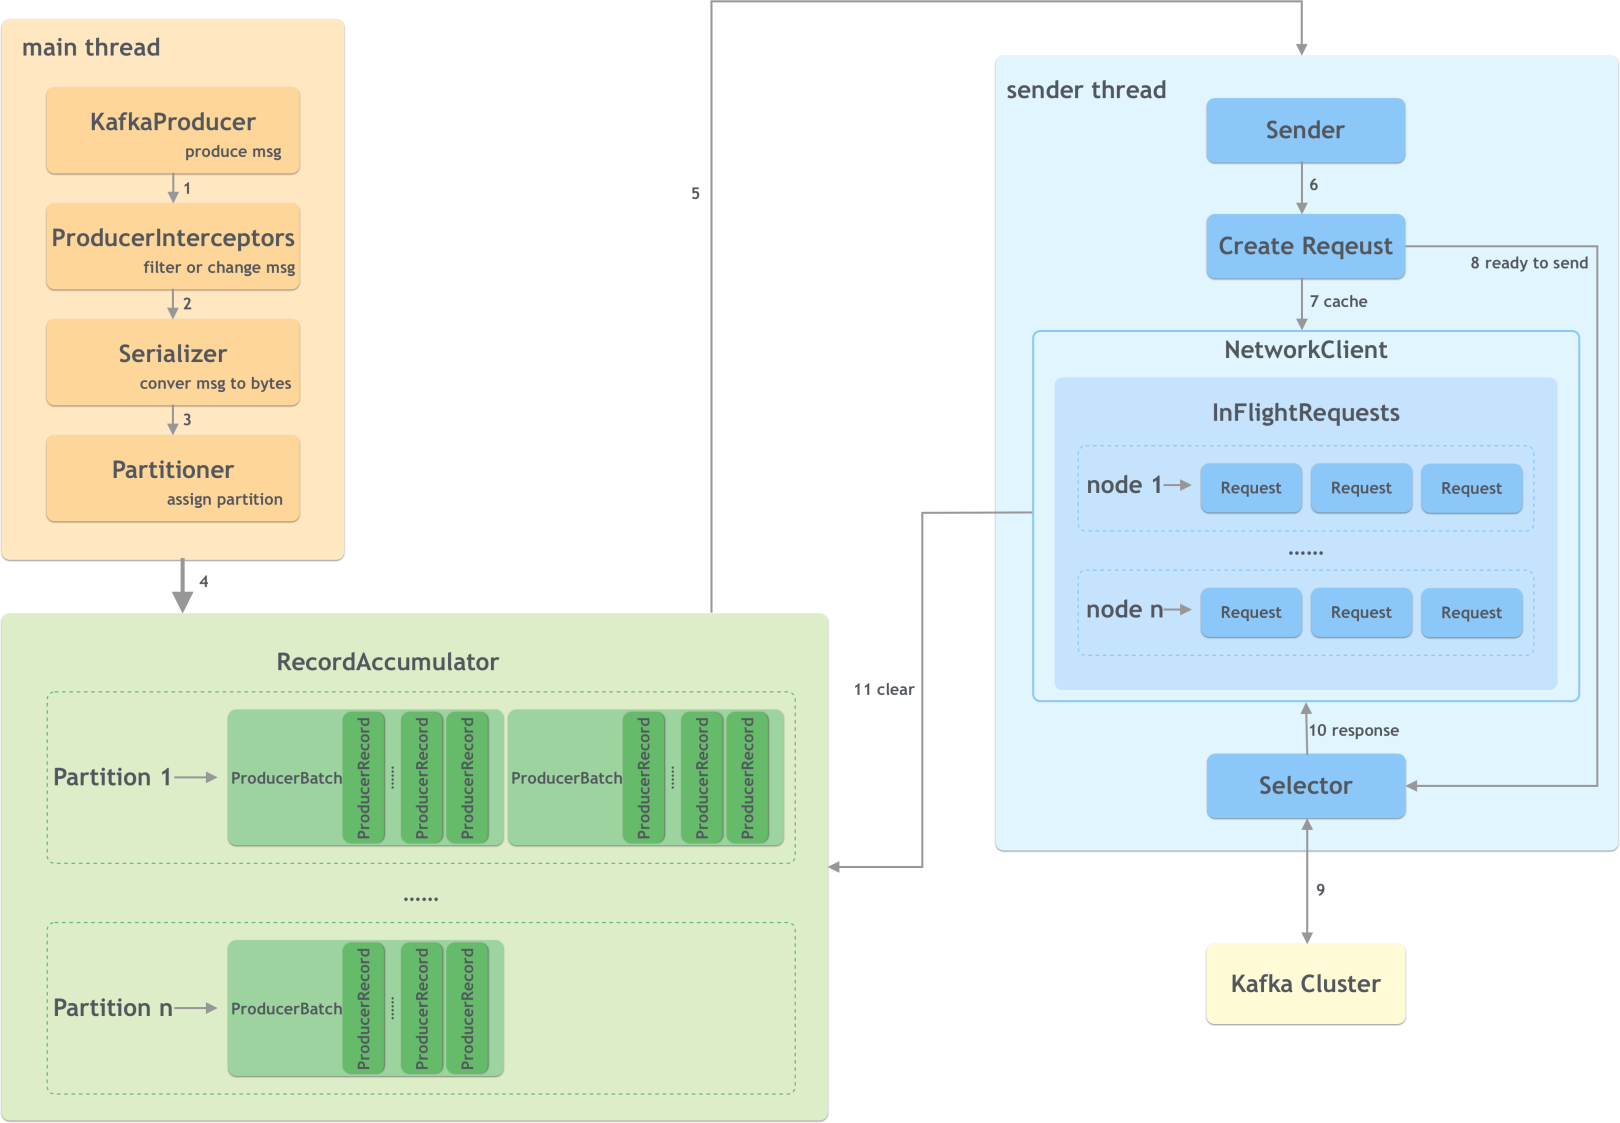 main thread
KafkaProducer
produce msg
1
ProducerInterceptors
filter or change msg
2
Serializer
conver msg to bytes
3
Partitioner
assign partition
4
RecordAccumulator
Partition 1
ProducerBatch
ProducerRecord
......
ProducerRecord
ProducerRecord
ProducerBatch
ProducerRecord
......
ProducerRecord
ProducerRecord
......
Partition n
ProducerBatch
ProducerRecord
......
ProducerRecord
ProducerRecord
5
sender thread
Sender
6
Create Reqeust
8 ready to send
7 cache
NetworkClient
InFlightRequests
node 1
Request
Request
Request
......
node n
Request
Request
Request
11 clear
10 response
Selector
9
Kafka Cluster